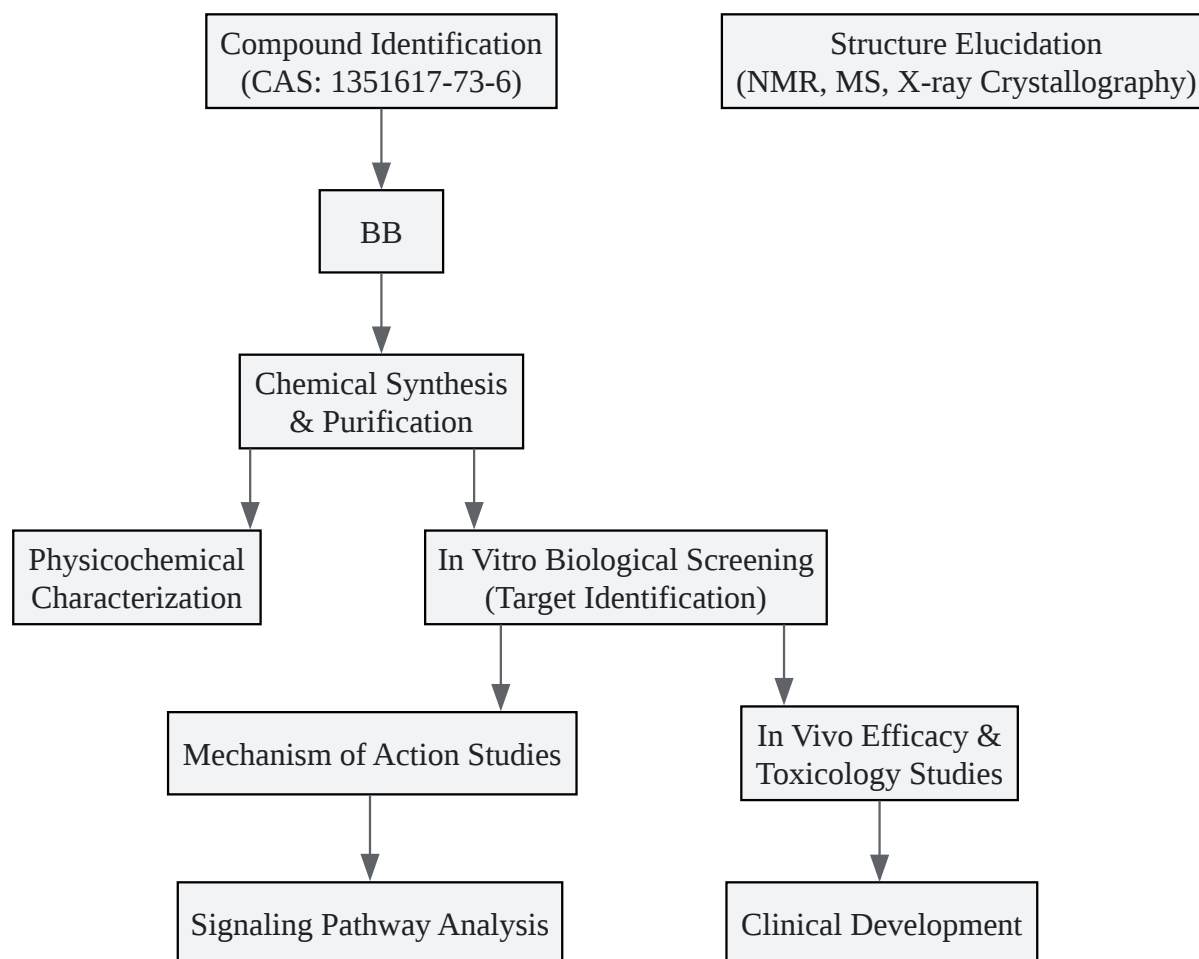 Compound Identification
(CAS: 1351617-73-6)
Structure Elucidation
(NMR, MS, X-ray Crystallography)
BB
Chemical Synthesis
& Purification
Physicochemical
Characterization
In Vitro Biological Screening
(Target Identification)
Mechanism of Action Studies
In Vivo Efficacy &
Toxicology Studies
Signaling Pathway Analysis
Clinical Development